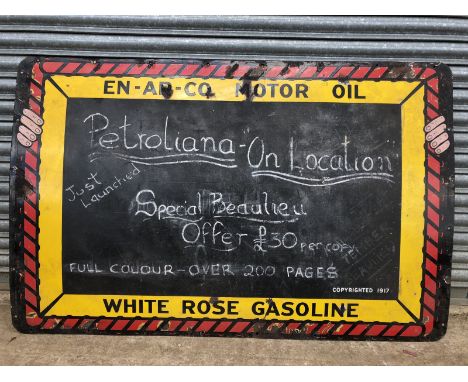 EN-AR-CO MOTOR OIL
Petroliana - "On Location"
Just
Launched
Special Beaulieu
Offer £30 per copy
FULL COLOUR - OVER 200 PAGES
COPYRIGHTED 1917
WHITE ROSE GASOLINE